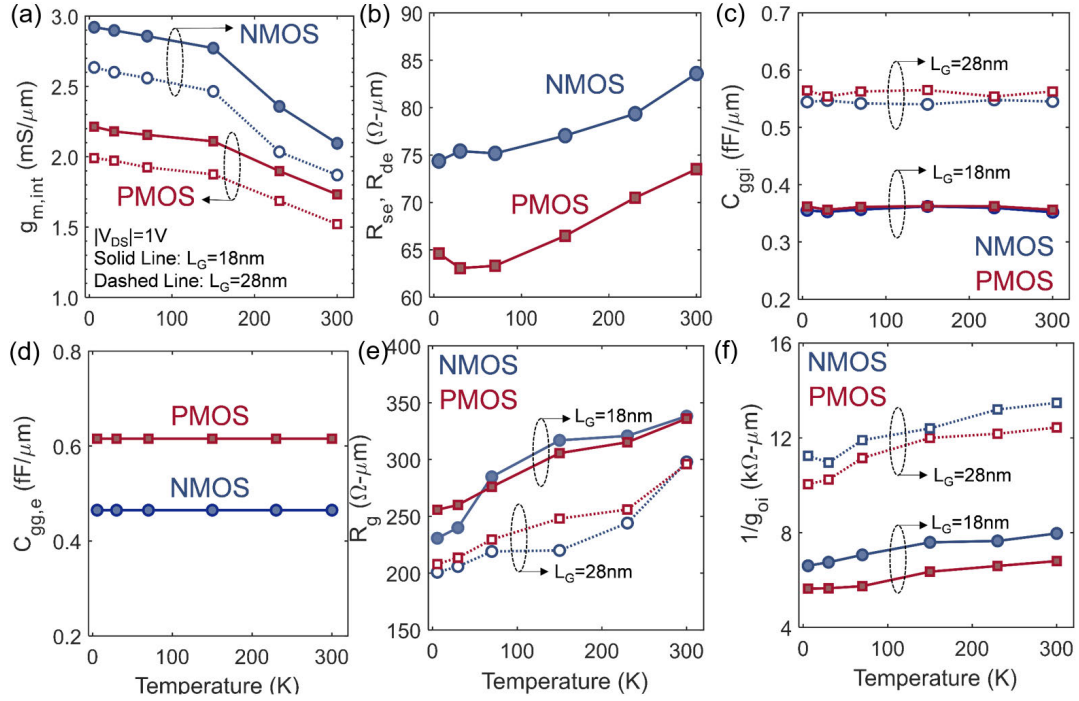 (a)
g_m,int (mS/μm)
3.0
2.5
2.0
1.5
1.0
NMOS
PMOS
|V_DS|=1V
Solid Line: L_G=18nm
Dashed Line: L_G=28nm
0 100 200 300
(b)
R_se, R_de (Ω-μm)
90
85
80
75
70
65
60
NMOS
PMOS
0 100 200 300
(c)
C_ggi (fF/μm)
0.7
0.6
0.5
0.4
0.3
0.2
L_G=28nm
L_G=18nm
NMOS
PMOS
0 100 200 300
(d)
C_gg,e (fF/μm)
0.8
0.6
0.4
0.2
PMOS
NMOS
0 100 200 300
Temperature (K)
(e)
R_g (Ω-μm)
400
350
300
250
200
150
NMOS
PMOS
L_G=18nm
L_G=28nm
0 100 200 300
Temperature (K)
(f)
1/g_oi (kΩ-μm)
16
12
8
4
NMOS
PMOS
L_G=28nm
L_G=18nm
0 100 200 300
Temperature (K)